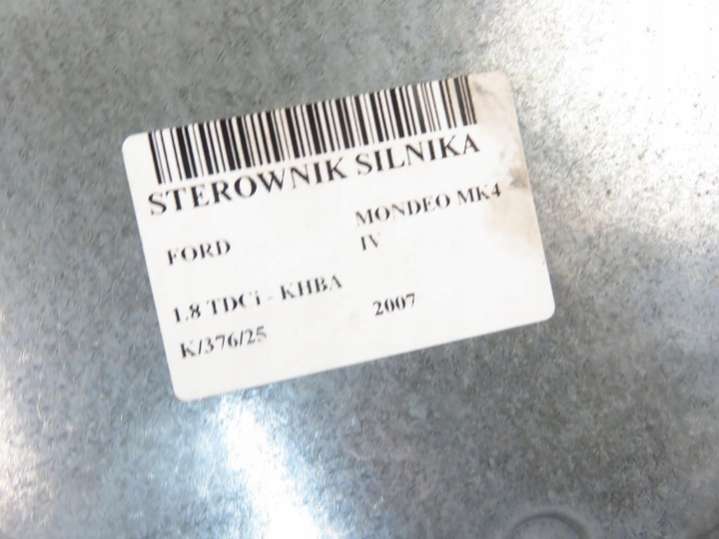 STEROWNIK SILNIKA
FORD
MONDEO MK4
IV
1.8 TDCi - KHBA
2007
K/376/25